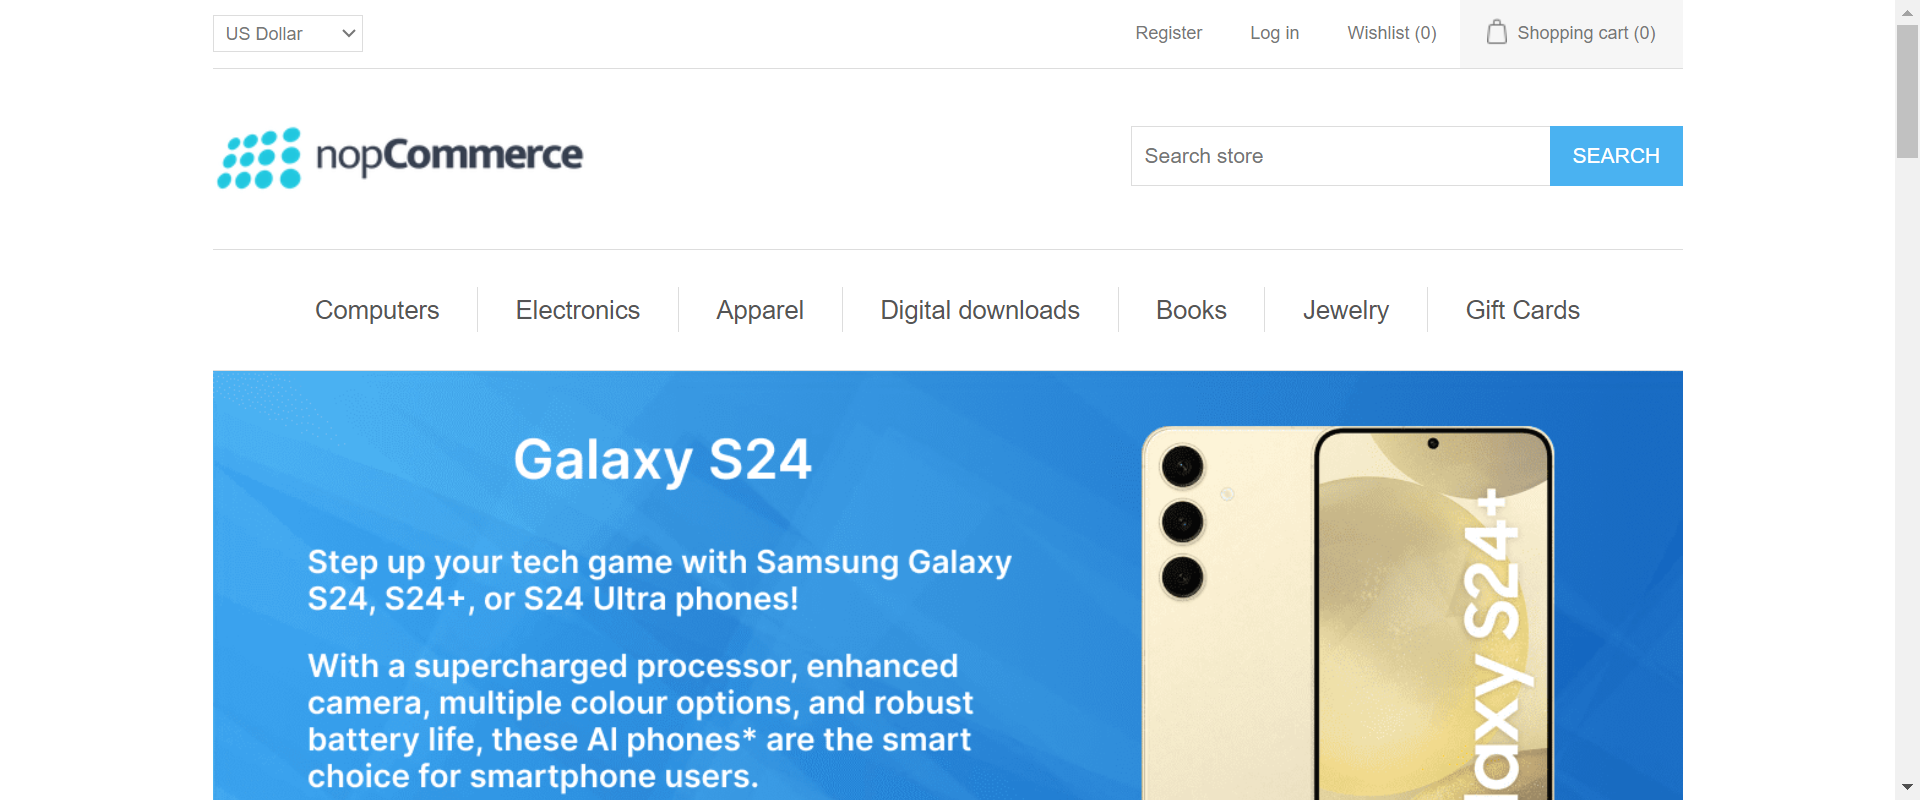 US Dollar
Register
Log in
Wishlist (0)
Shopping cart (0)
nopCommerce
Search store
SEARCH
Computers
Electronics
Apparel
Digital downloads
Books
Jewelry
Gift Cards
Galaxy S24
Step up your tech game with Samsung Galaxy
S24, S24+, or S24 Ultra phones!
With a supercharged processor, enhanced
camera, multiple colour options, and robust
battery life, these AI phones* are the smart
choice for smartphone users.
laxy S24+